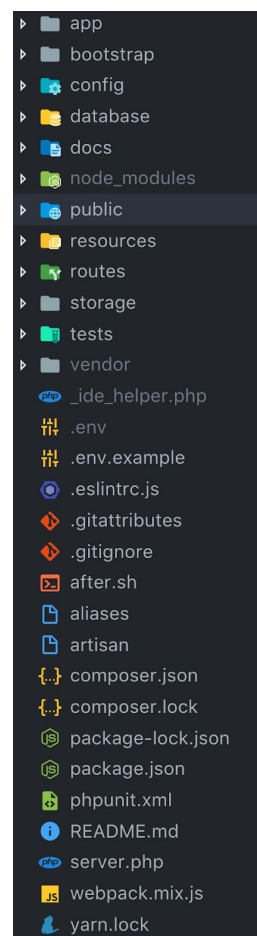 app
bootstrap
config
database
docs
node_modules
public
resources
routes
storage
tests
vendor
_ide_helper.php
.env
.env.example
.eslintrc.js
.gitattributes
.gitignore
after.sh
aliases
artisan
composer.json
composer.lock
package-lock.json
package.json
phpunit.xml
README.md
server.php
webpack.mix.js
yarn.lock